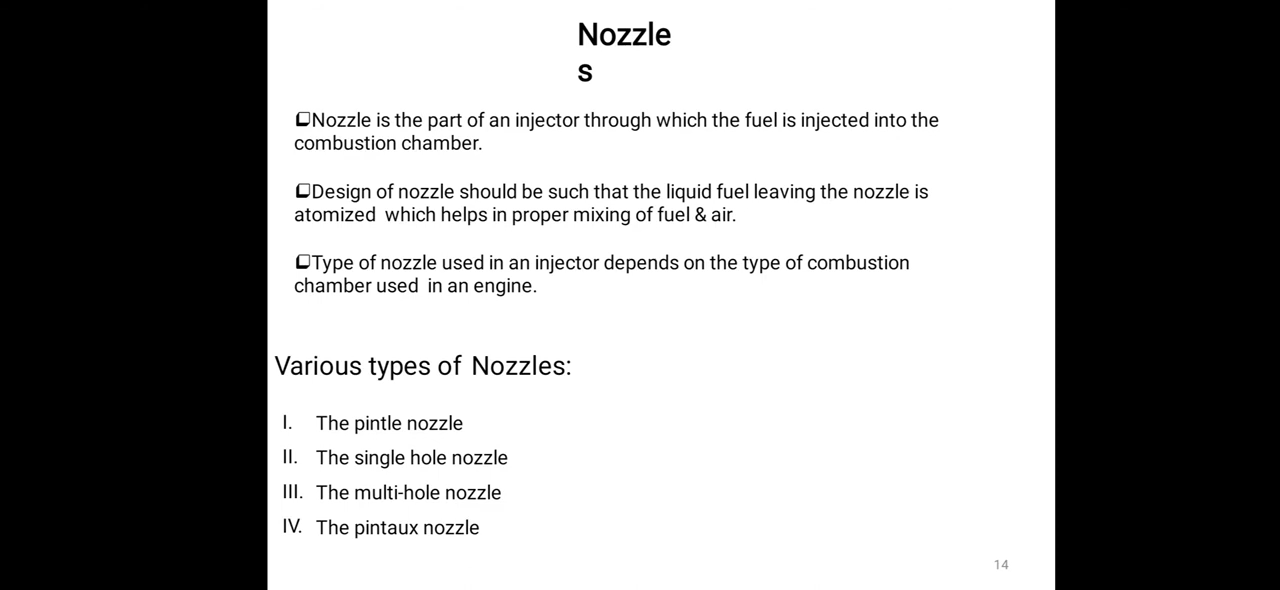 Nozzle
s
❑Nozzle is the part of an injector through which the fuel is injected into the
combustion chamber.
❑Design of nozzle should be such that the liquid fuel leaving the nozzle is
atomized which helps in proper mixing of fuel & air.
❑Type of nozzle used in an injector depends on the type of combustion
chamber used in an engine.
Various types of Nozzles:
I. The pintle nozzle
II. The single hole nozzle
III. The multi-hole nozzle
IV. The pintaux nozzle
14